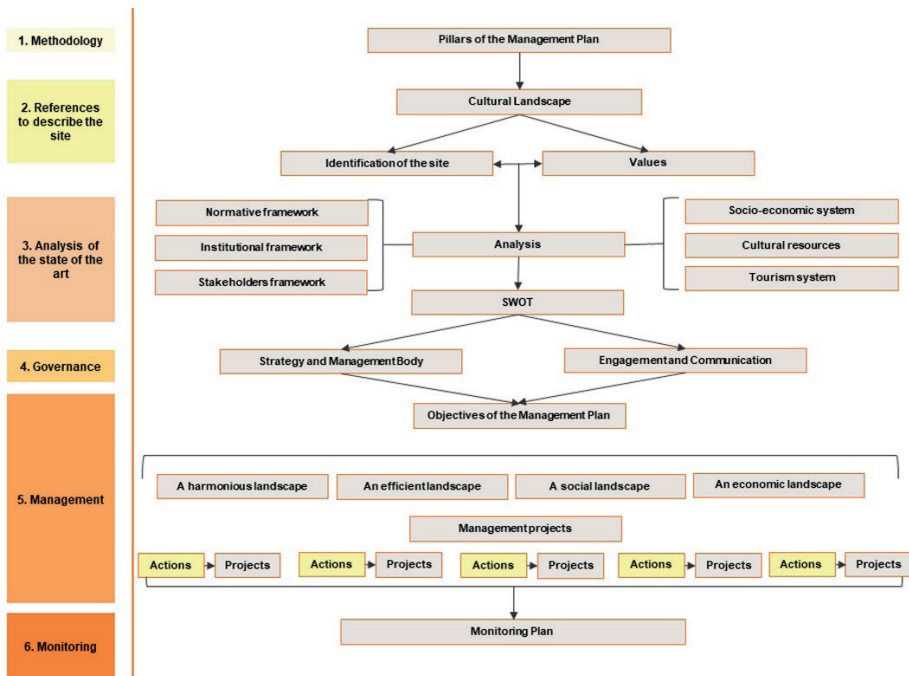 1. Methodology
Pillars of the Management Plan
2. References
to describe the
site
Cultural Landscape
Identification of the site
Values
3. Analysis of
the state of the
art
Normative framework
Institutional framework
Stakeholders framework
Analysis
Socio-economic system
Cultural resources
Tourism system
SWOT
4. Governance
Strategy and Management Body
Engagement and Communication
Objectives of the Management Plan
5. Management
A harmonious landscape
An efficient landscape
A social landscape
An economic landscape
Management projects
Actions
Projects
Actions
Projects
Actions
Projects
Actions
Projects
Actions
Projects
6. Monitoring
Monitoring Plan